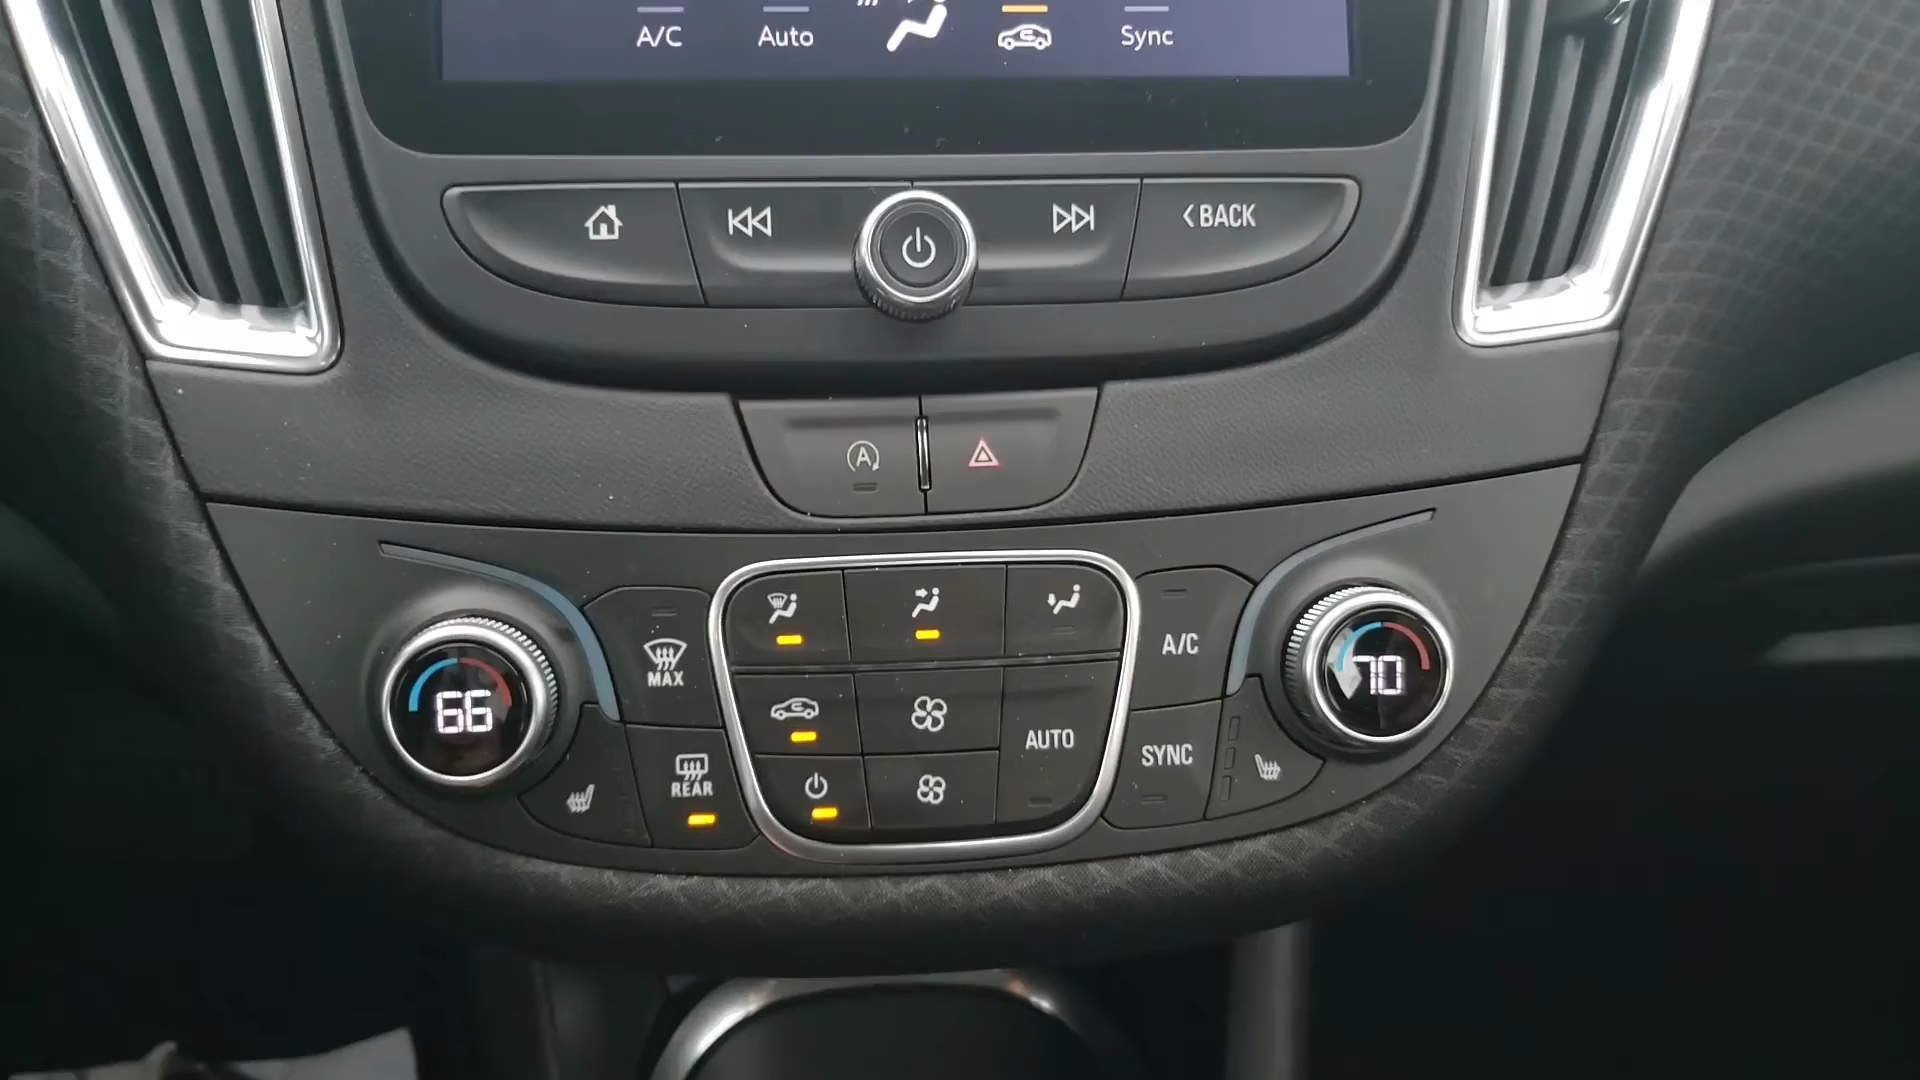 A/C
Auto
Sync
<BACK
A
MAX
A/C
66
70
AUTO
SYNC
REAR